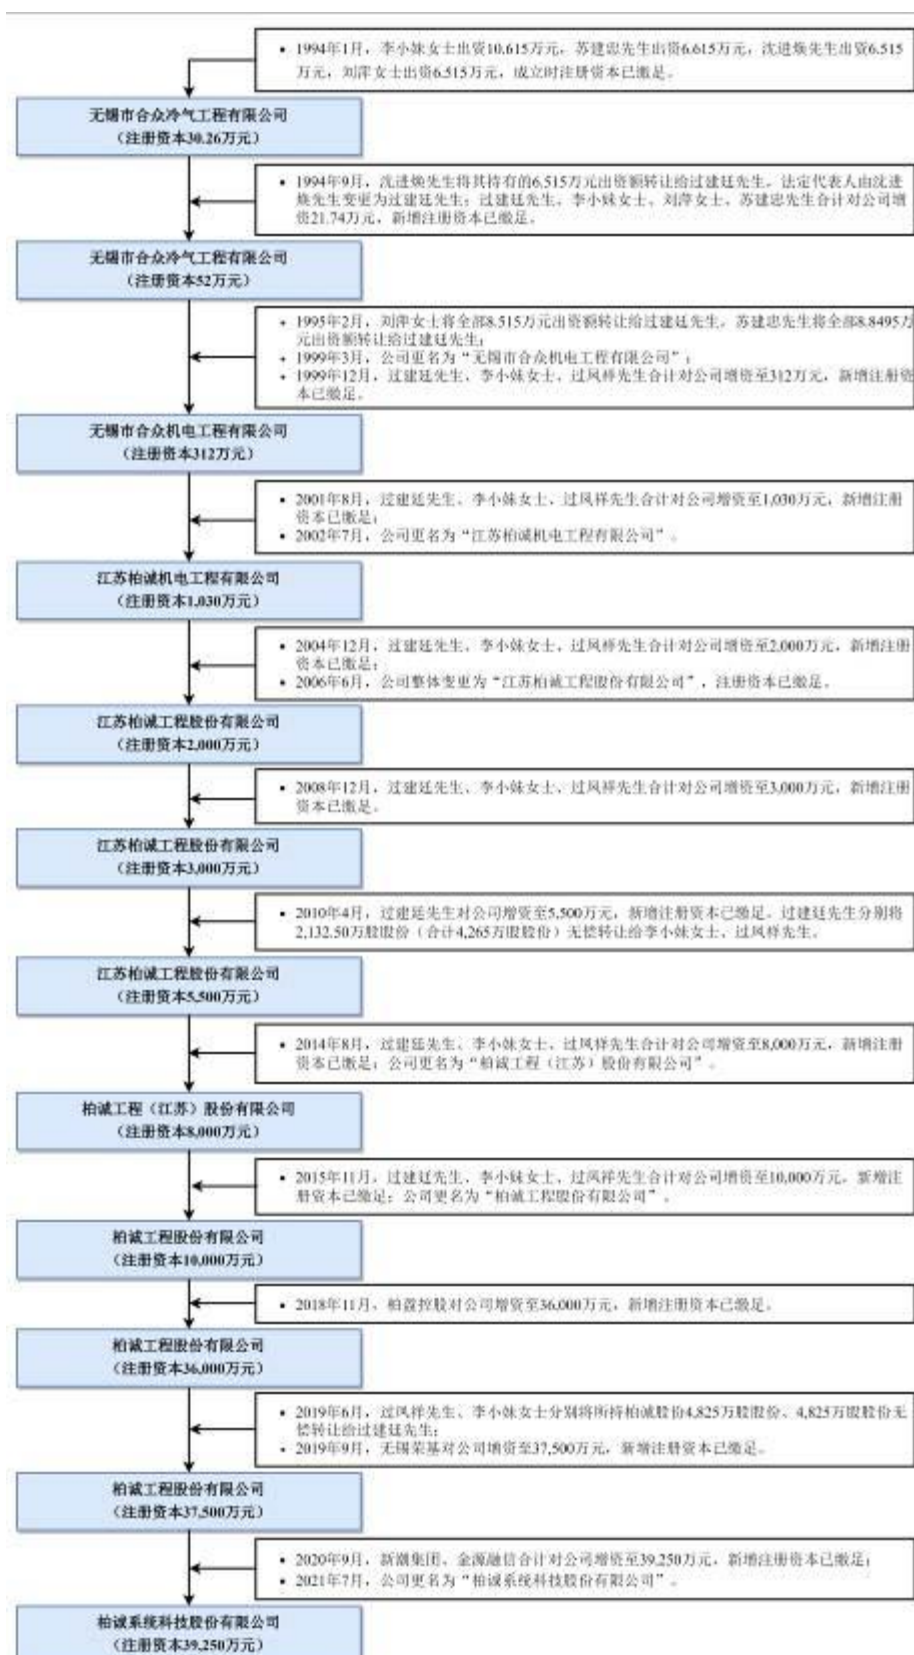 • 1994年1月，李小妹女士出资10.615万元，苏建忠先生出资6.615万元，沈进焕先生出资6.515
万元，刘萍女士出资6.515万元，成立时注册资本已缴足。
无锡市合众冷气工程有限公司
（注册资本30.26万元）
• 1994年9月，沈进焕先生将其持有的6.515万元出资额转让给过建廷先生，法定代表人由沈进
焕先生变更为过建廷先生；过建廷先生、李小妹女士、刘萍女士、苏建忠先生合计对公司增
资21.74万元，新增注册资本已缴足。
无锡市合众冷气工程有限公司
（注册资本52万元）
• 1995年2月，刘萍女士将全部8.515万元出资额转让给过建廷先生，苏建忠先生将全部8.8495万
元出资额转让给过建廷先生；
• 1999年3月，公司更名为“无锡市合众机电工程有限公司”；
• 1999年12月，过建廷先生、李小妹女士、过凤祥先生合计对公司增资至312万元，新增注册资
本已缴足。
无锡市合众机电工程有限公司
（注册资本312万元）
• 2001年8月，过建廷先生、李小妹女士、过凤祥先生合计对公司增资至1,030万元，新增注册
资本已缴足；
• 2002年7月，公司更名为“江苏柏诚机电工程有限公司”。
江苏柏诚机电工程有限公司
（注册资本1,030万元）
• 2004年12月，过建廷先生、李小妹女士、过凤祥先生合计对公司增资至2,000万元，新增注册
资本已缴足；
• 2006年6月，公司整体变更为“江苏柏诚工程股份有限公司”，注册资本已缴足。
江苏柏诚工程股份有限公司
（注册资本2,000万元）
• 2008年12月，过建廷先生、李小妹女士、过凤祥先生合计对公司增资至3,000万元，新增注册
资本已缴足。
江苏柏诚工程股份有限公司
（注册资本3,000万元）
• 2010年4月，过建廷先生对公司增资至5,500万元，新增注册资本已缴足。过建廷先生分别将
2,132.50万股股份（合计4,265万股股份）无偿转让给李小妹女士、过凤祥先生。
江苏柏诚工程股份有限公司
（注册资本5,500万元）
• 2014年8月，过建廷先生、李小妹女士、过凤祥先生合计对公司增资至8,000万元，新增注册
资本已缴足；公司更名为“柏诚工程（江苏）股份有限公司”。
柏诚工程（江苏）股份有限公司
（注册资本8,000万元）
• 2015年11月，过建廷先生、李小妹女士、过凤祥先生合计对公司增资至10,000万元，新增注
册资本已缴足；公司更名为“柏诚工程股份有限公司”。
柏诚工程股份有限公司
（注册资本10,000万元）
• 2018年11月，柏盈控股对公司增资至36,000万元，新增注册资本已缴足。
柏诚工程股份有限公司
（注册资本36,000万元）
• 2019年6月，过凤祥先生、李小妹女士分别将所持柏诚股份4,825万股股份、4,825万股股份无
偿转让给过建廷先生；
• 2019年9月，无锡荣基对公司增资至37,500万元，新增注册资本已缴足。
柏诚工程股份有限公司
（注册资本37,500万元）
• 2020年9月，新潮集团、金源融信合计对公司增资至39,250万元，新增注册资本已缴足；
• 2021年7月，公司更名为“柏诚系统科技股份有限公司”。
柏诚系统科技股份有限公司
（注册资本39,250万元）